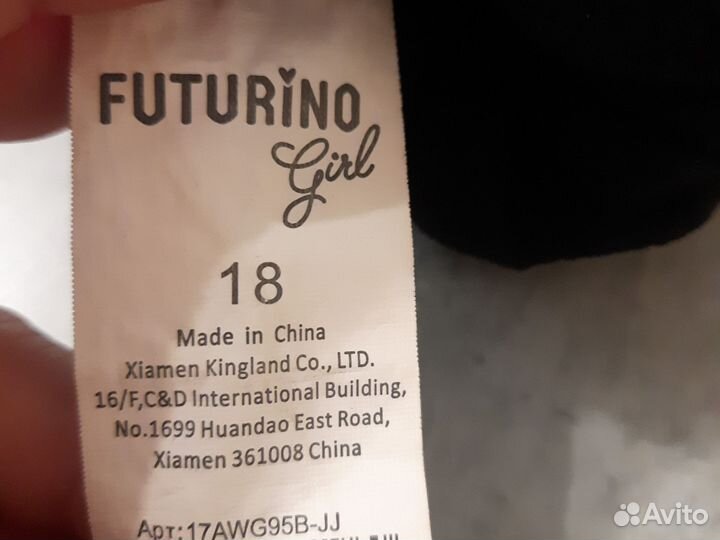 FUTURINO
Girl
18
Made in China
Xiamen Kingland Co., LTD.
16/F,C&D International Building,
No.1699 Huandao East Road,
Xiamen 361008 China
Арт:17AWG95B-JJ
Avito